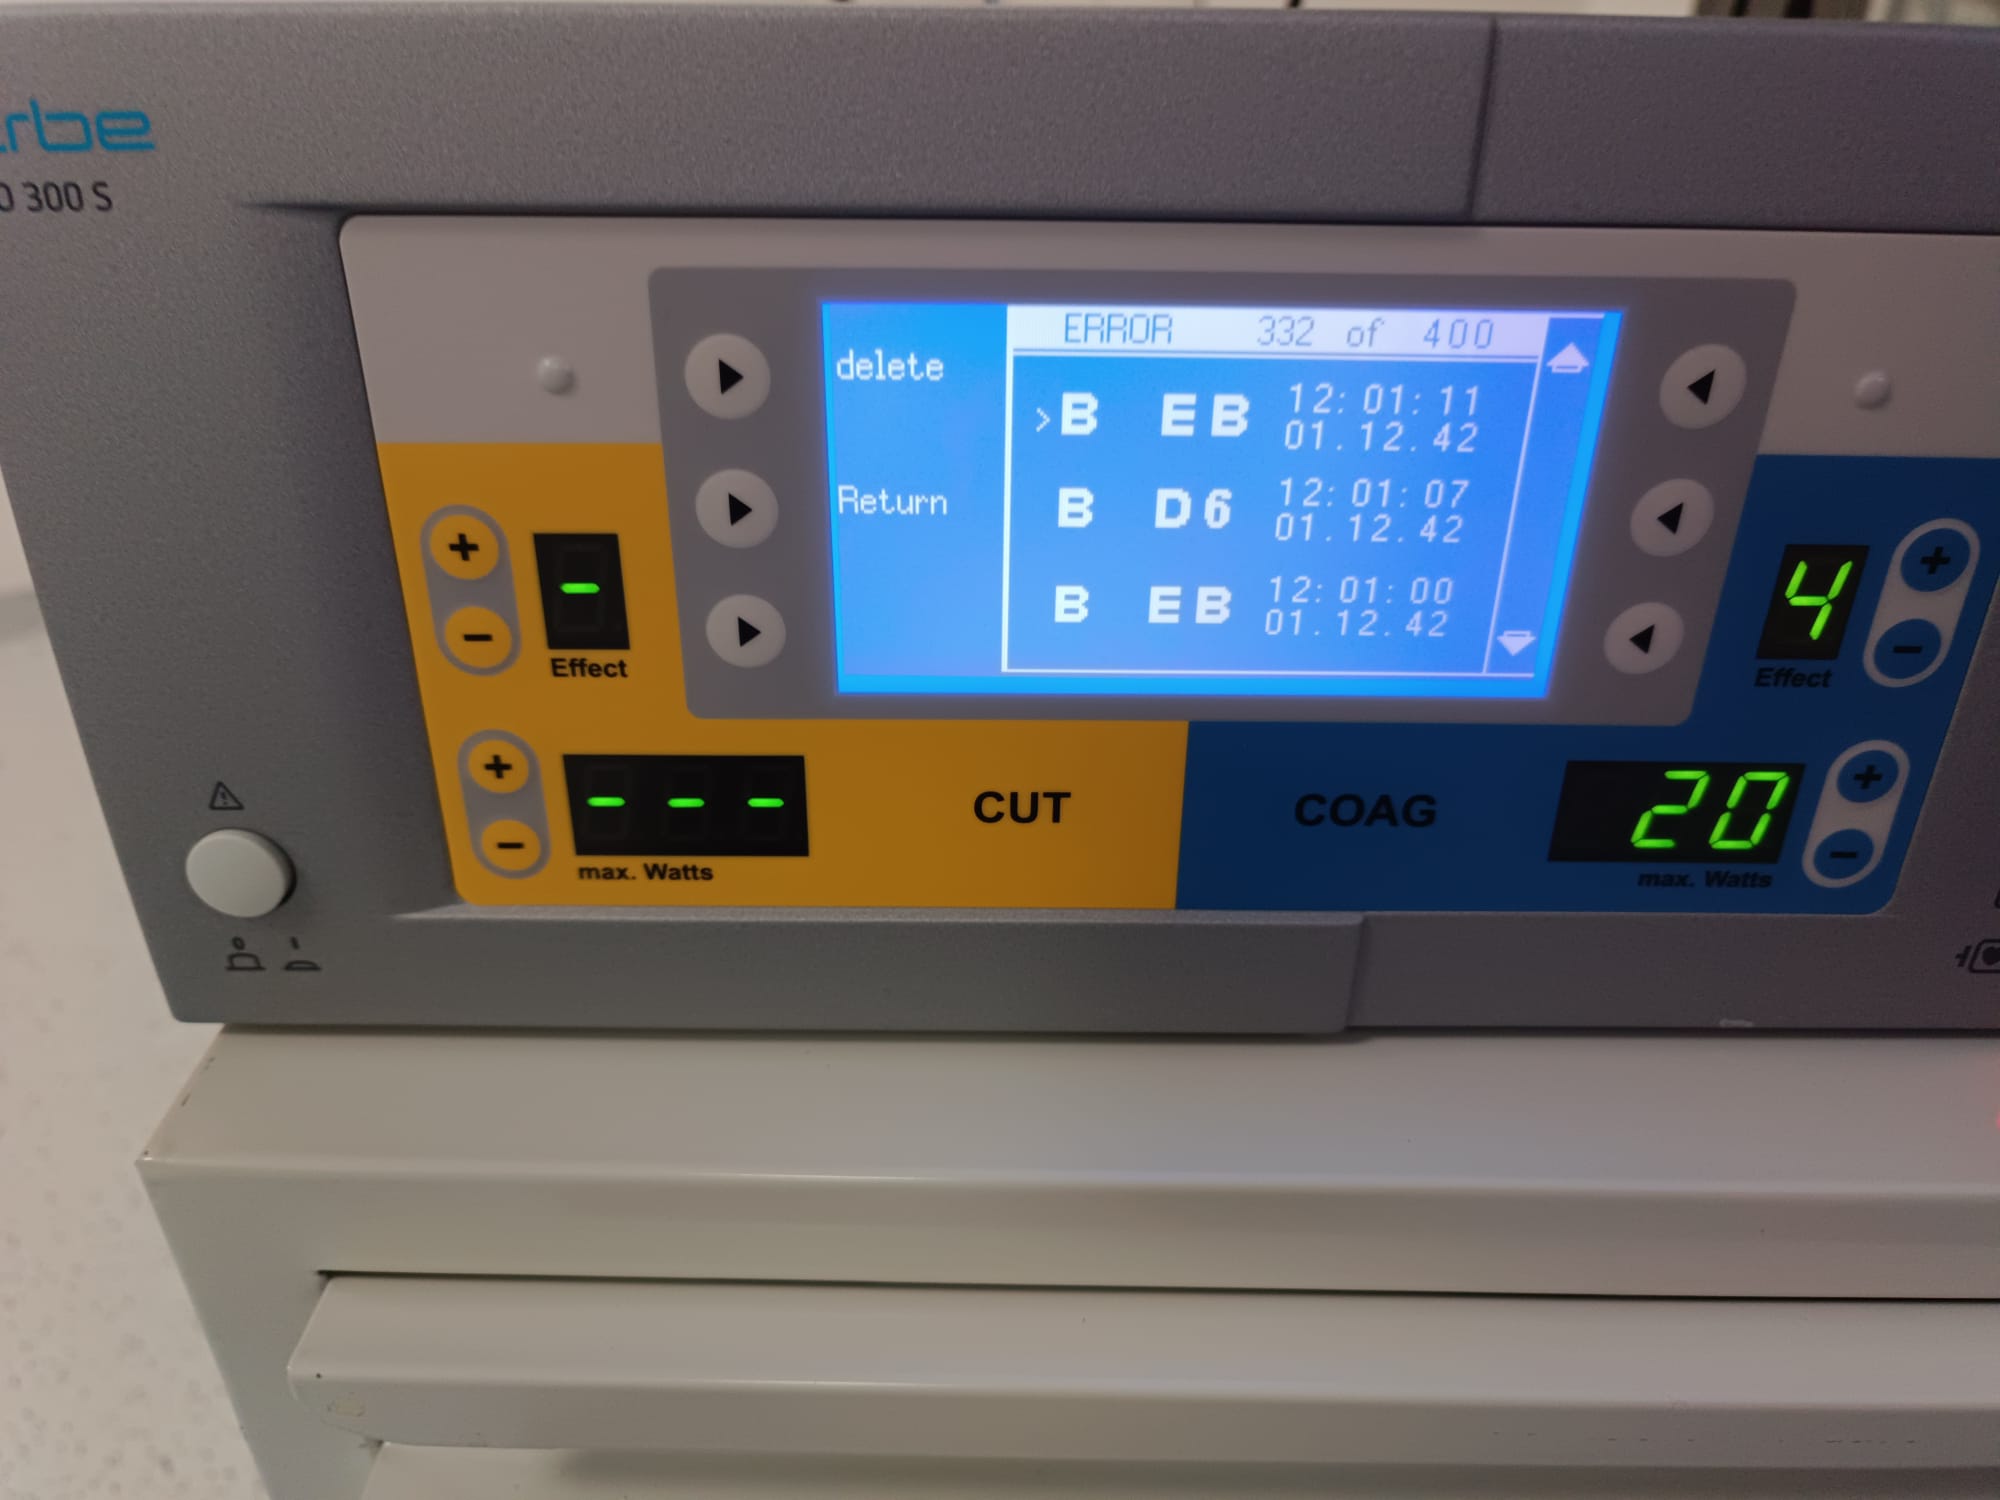 rbe
0 300 S
ERROR 332 of 400
delete
>B EB 12:01:11
01.12.42
Return
B D6 12:01:07
01.12.42
B EB 12:01:00
01.12.42
+
-
-
Effect
4
+
-
Effect
+
-
---
max. Watts
CUT
COAG
20
+
-
max. Watts
0 I